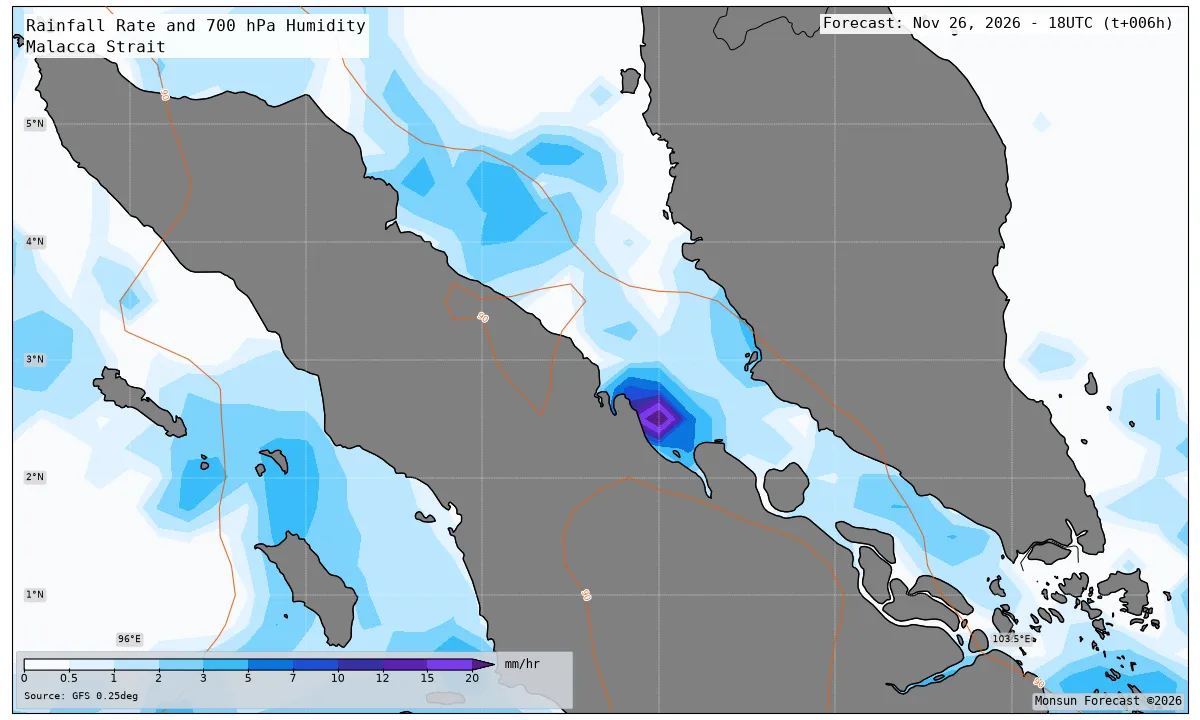 Rainfall Rate and 700 hPa Humidity
Malacca Strait
Forecast: Nov 26, 2026 - 18UTC (t+006h)
90
5°N
4°N
90
3°N
2°N
90
1°N
96°E
103.5°E
90
mm/hr
0 0.5 1 2 3 5 7 10 12 15 20
Source: GFS 0.25deg
Monsun Forecast ©2026